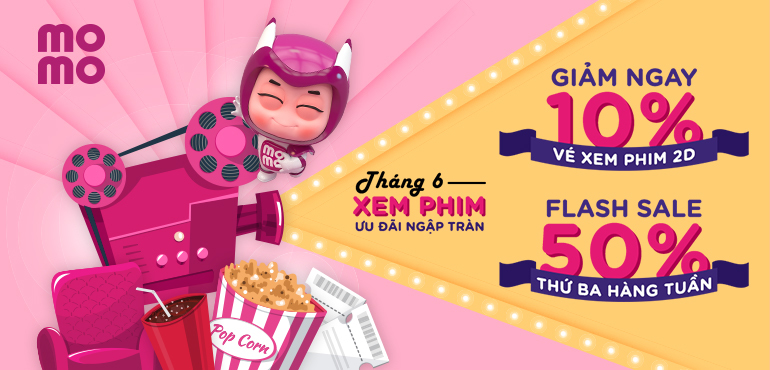 mo
mo
mo
mo
Tháng 6
XEM PHIM
ƯU ĐÃI NGẬP TRÀN
GIẢM NGAY
10%
VÉ XEM PHIM 2D
FLASH SALE
50%
THỨ BA HÀNG TUẦN
Pop Corn